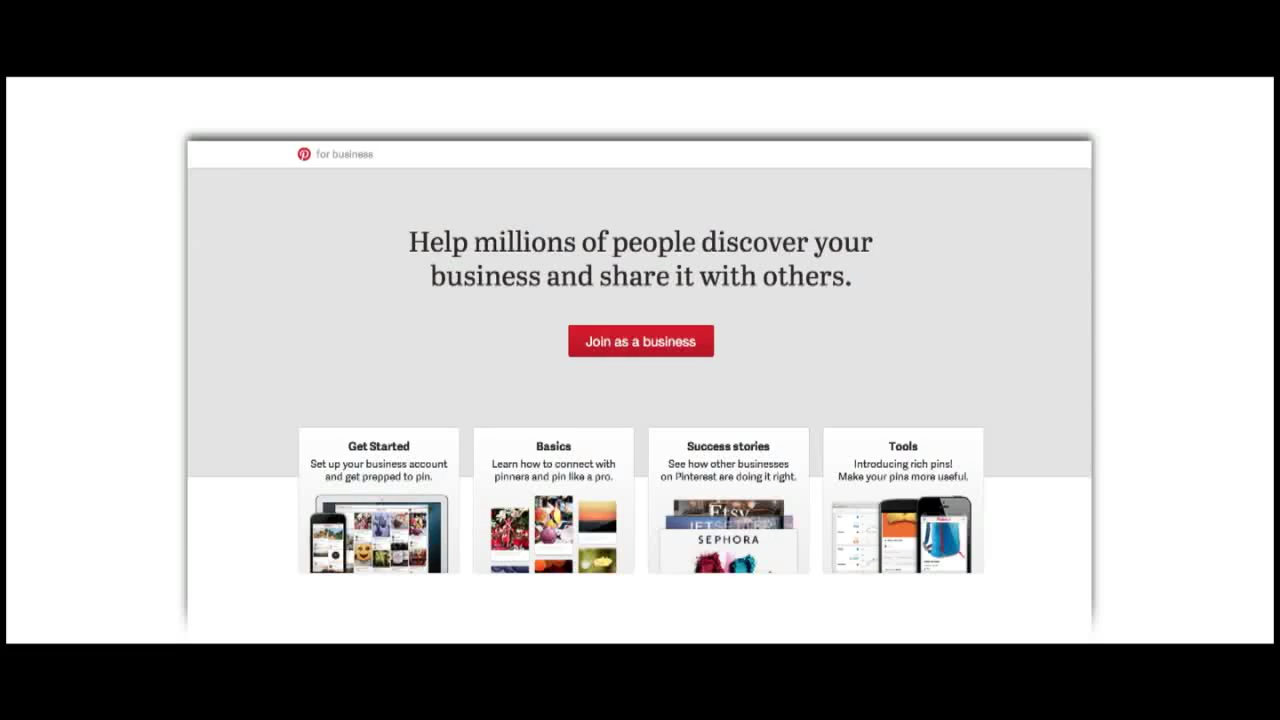 for business
Help millions of people discover your
business and share it with others.
Join as a business
Get Started
Set up your business account
and get prepped to pin.
Basics
Learn how to connect with
pinners and pin like a pro.
Success stories
See how other businesses
on Pinterest are doing it right.
Etsy
SEPHORA
Tools
Introducing rich pins!
Make your pins more useful.